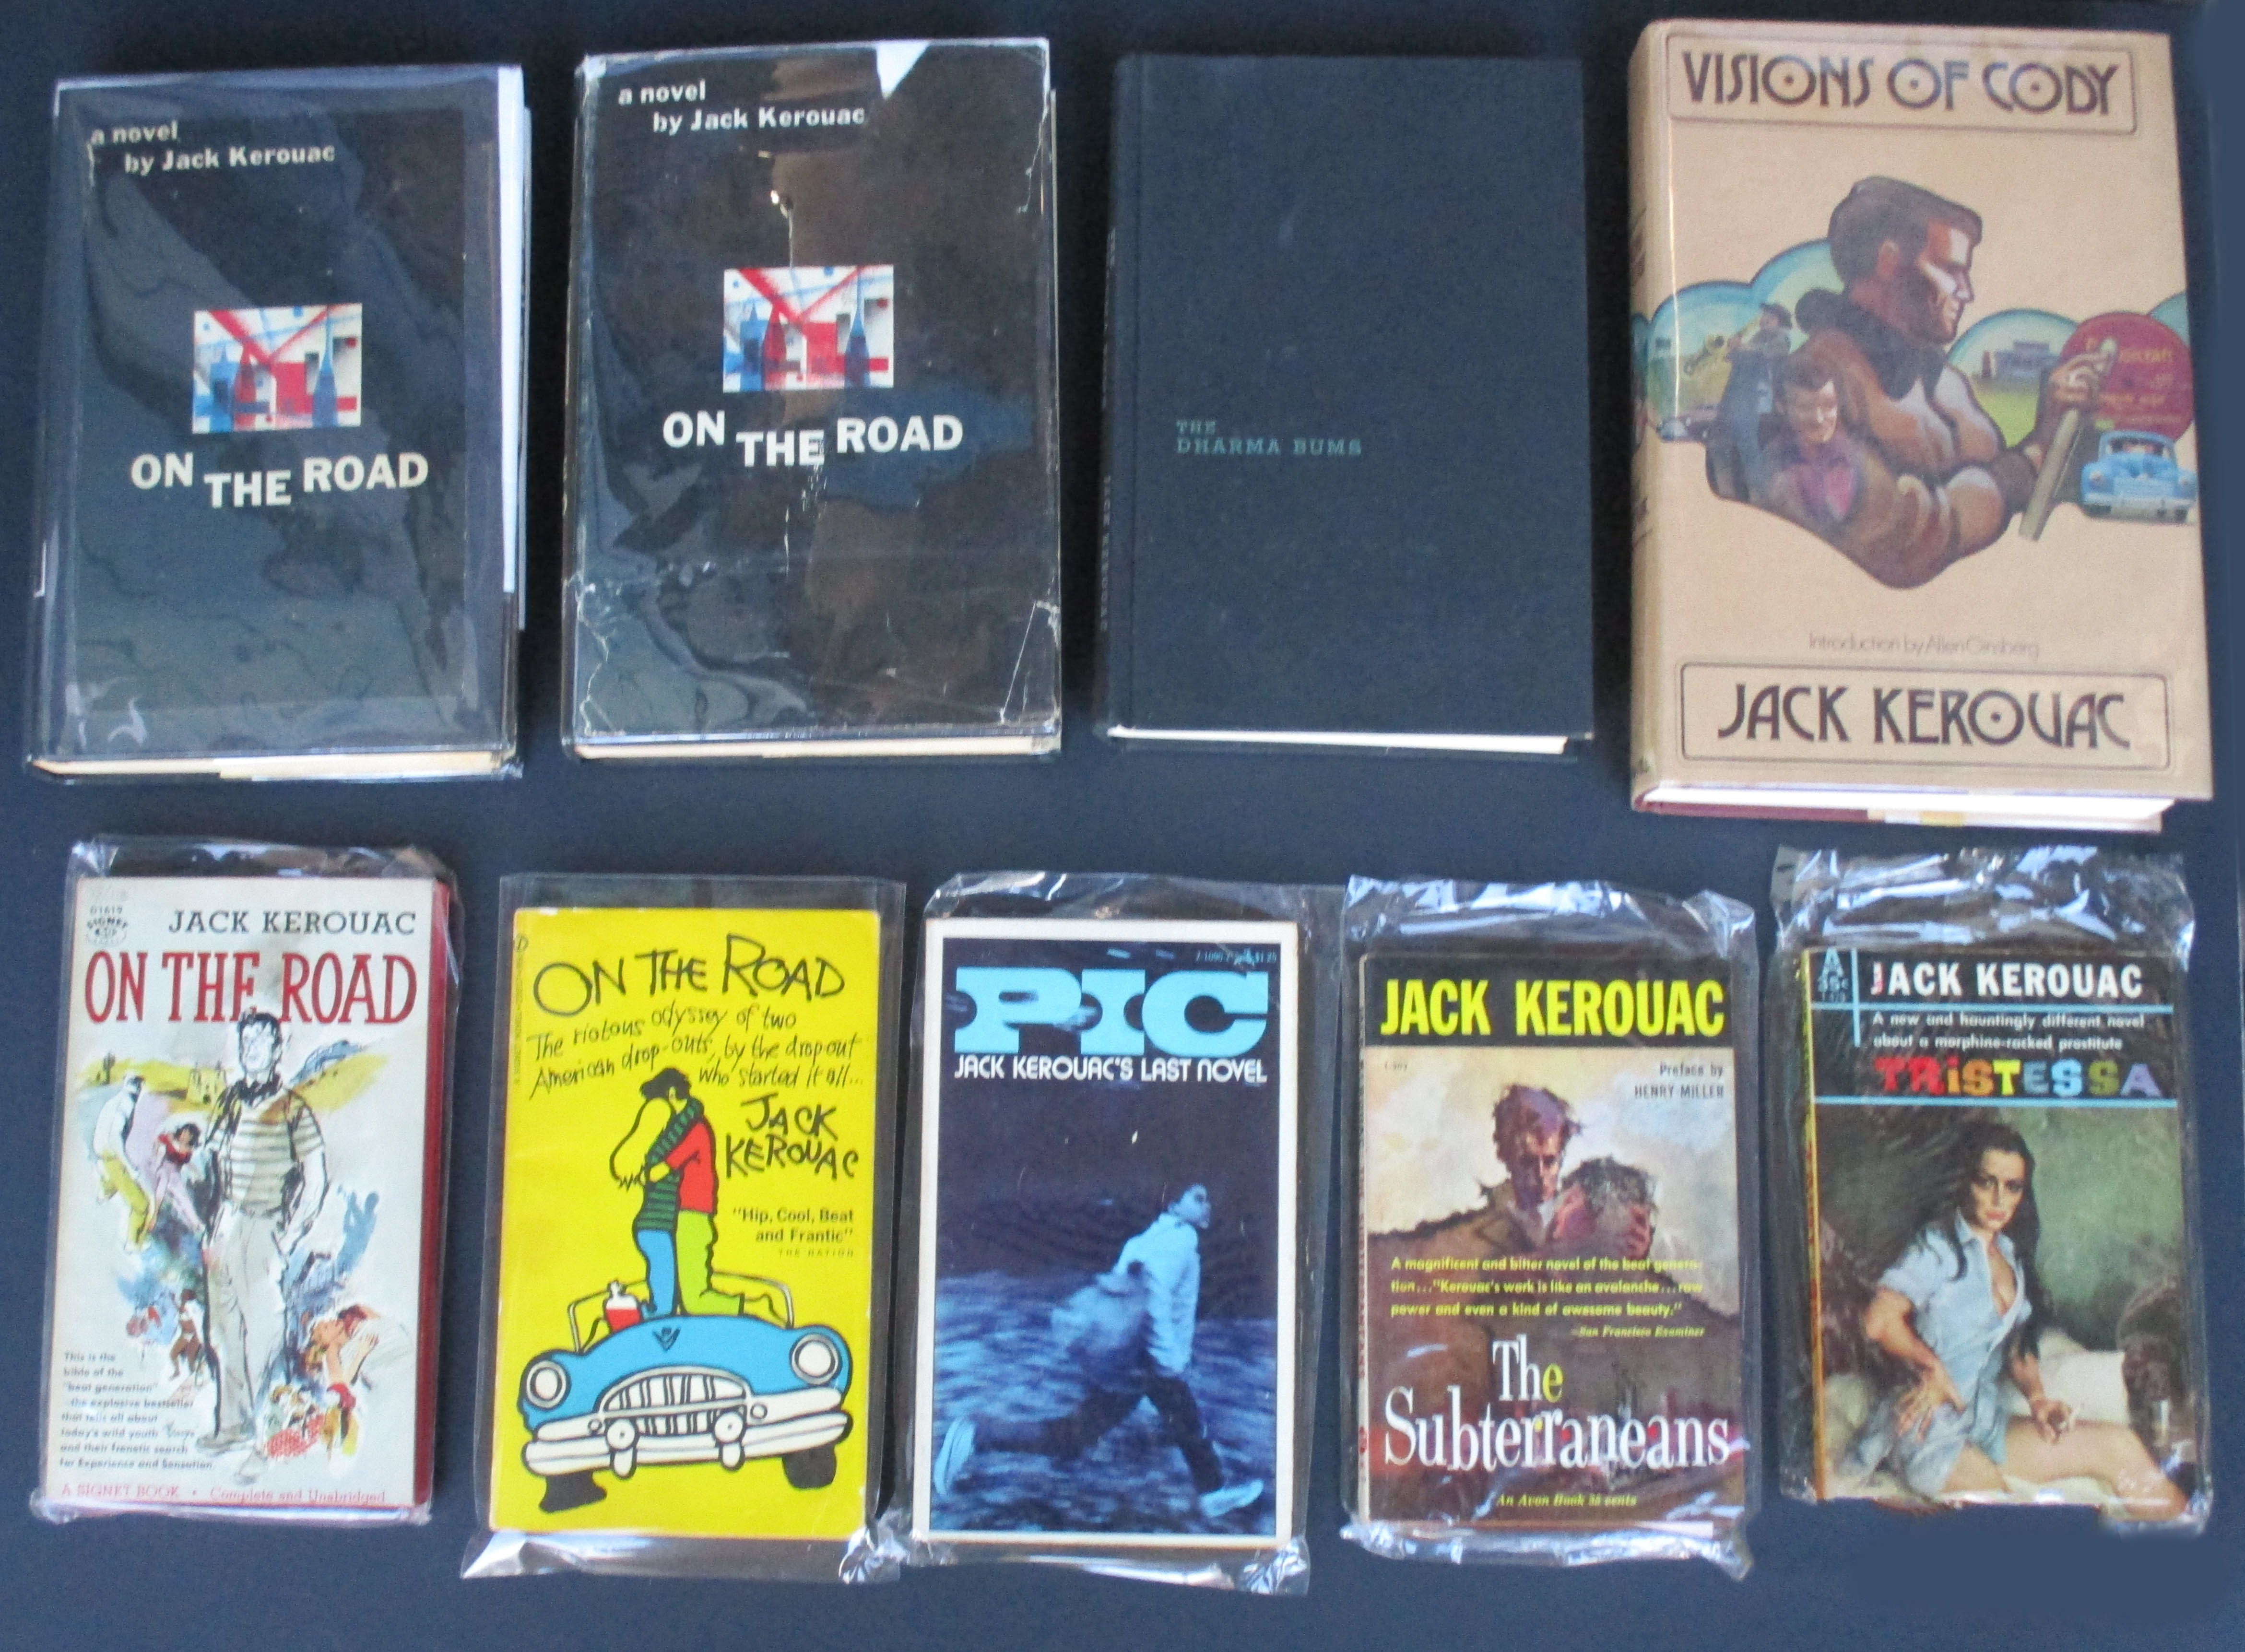 a novel
by Jack Kerouac
ON THE ROAD
a novel
by Jack Kerouac
ON THE ROAD
THE
DHARMA BUMS
VISIONS OF CODY
Introduction by Allen Ginsberg
JACK KEROUAC
D1619
SIGNET
JACK KEROUAC
ON THE ROAD
This is the
bible of the
"beat generation"
the explosive bestseller
that tells all about
today's wild youth
and their frenetic search
for Experience and Sensation
A SIGNET BOOK • Complete and Unabridged
ON THE ROAD
The riotous odyssey of two
American drop-outs, by the drop out
who started it all...
JACK
KEROUAC
"Hip, Cool, Beat
and Frantic"
THE NATION
PIC
JACK KEROUAC'S LAST NOVEL
JACK KEROUAC
Preface by
HENRY MILLER
A magnificent and bitter novel of the beat genera-
tion..."Kerouac's work is like an avalanche...raw
power and even a kind of awesome beauty."
—San Francisco Examiner
The
Subterraneans
An Avon Book 35 cents
A
35¢
JACK KEROUAC
A new and hauntingly different novel
about a morphine-racked prostitute
TRISTESSA